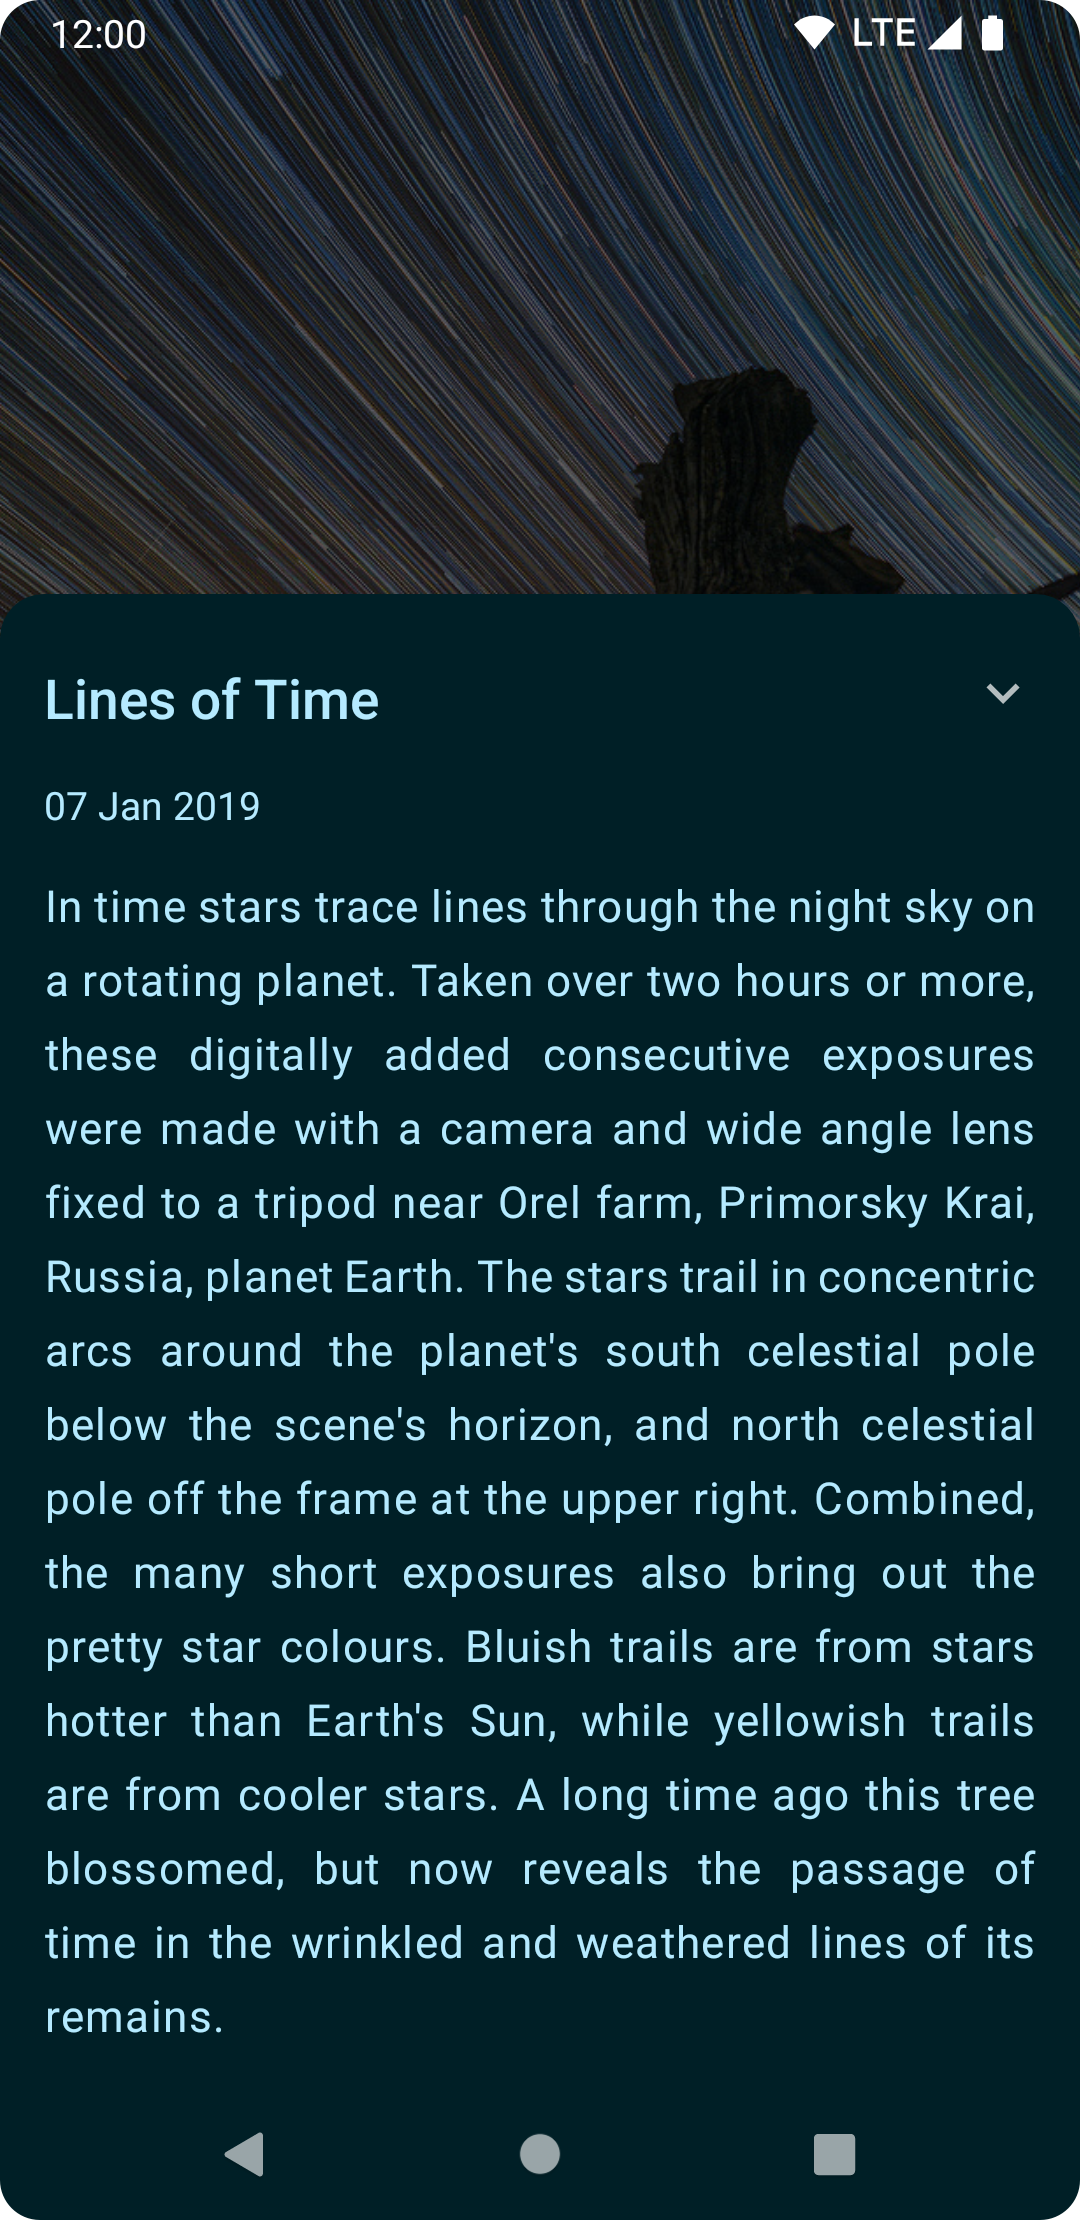 12:00 LTE
Lines of Time
07 Jan 2019
In time stars trace lines through the night sky on
a rotating planet. Taken over two hours or more,
these digitally added consecutive exposures
were made with a camera and wide angle lens
fixed to a tripod near Orel farm, Primorsky Krai,
Russia, planet Earth. The stars trail in concentric
arcs around the planet's south celestial pole
below the scene's horizon, and north celestial
pole off the frame at the upper right. Combined,
the many short exposures also bring out the
pretty star colours. Bluish trails are from stars
hotter than Earth's Sun, while yellowish trails
are from cooler stars. A long time ago this tree
blossomed, but now reveals the passage of
time in the wrinkled and weathered lines of its
remains.